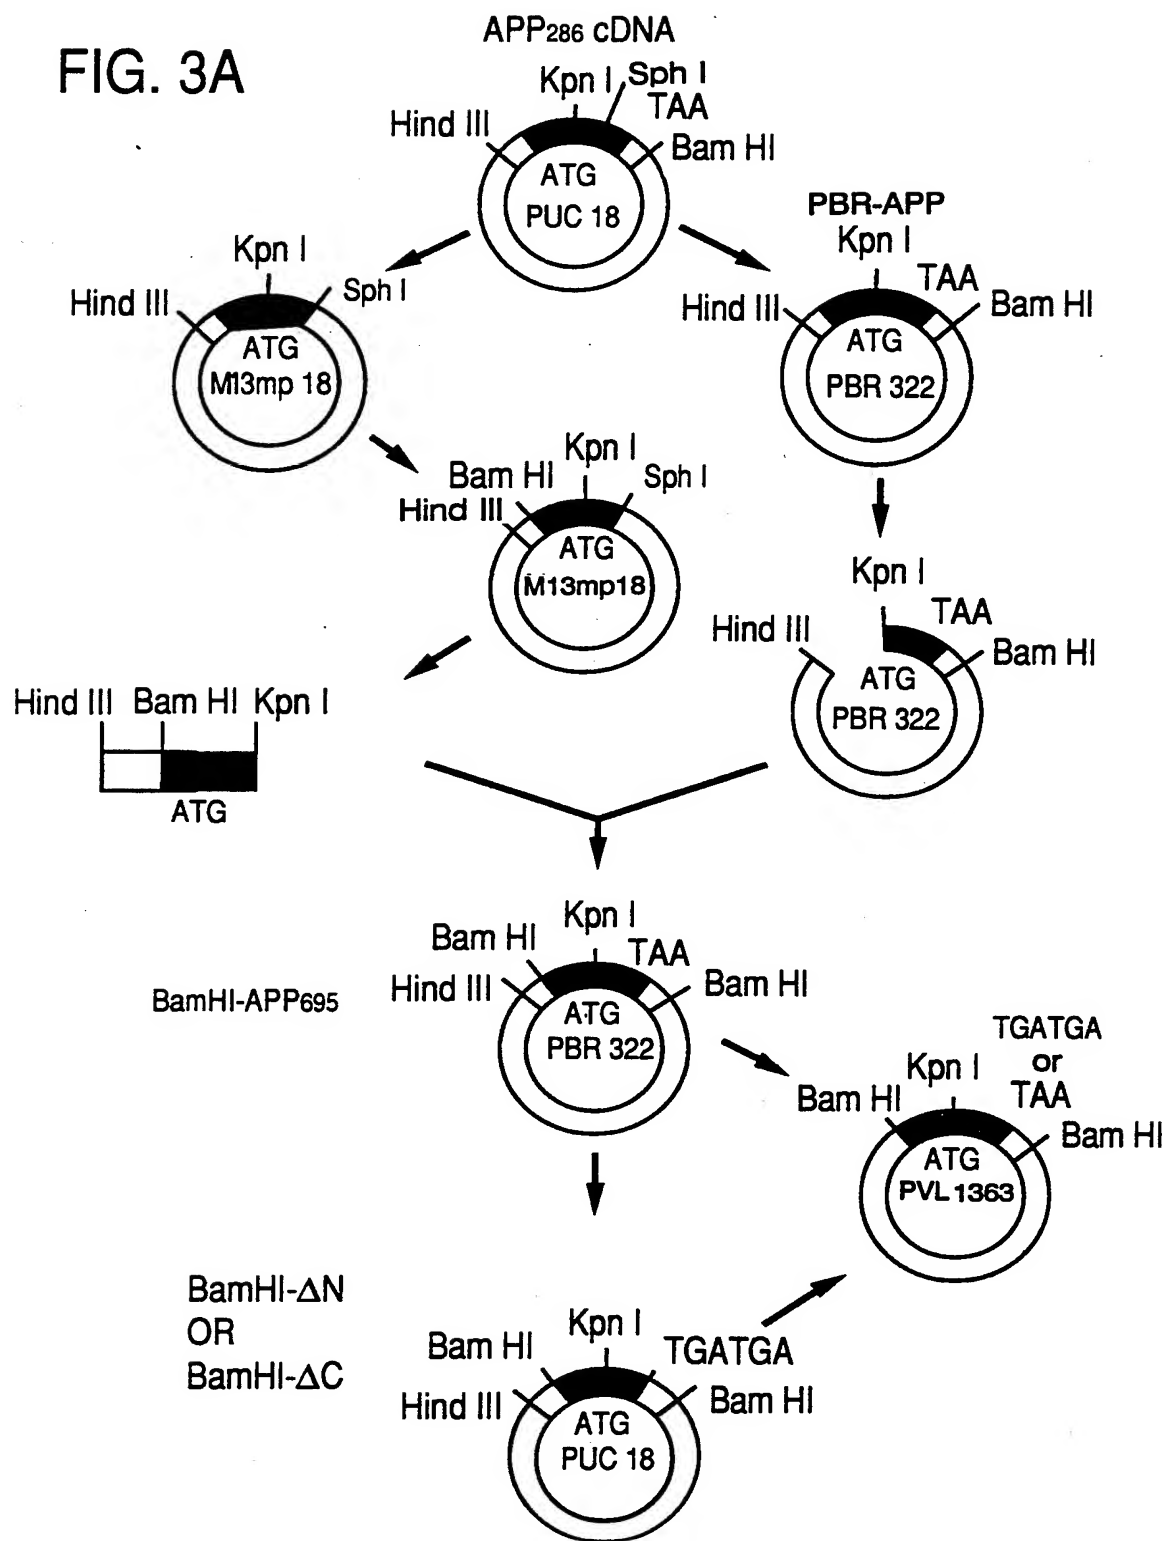 FIG. 3A
APP286 cDNA
Kpn I
Sph I
TAA
Hind III
Bam HI
ATG
PUC 18
PBR-APP
Kpn I
TAA
Hind III
Bam HI
ATG
PBR 322
Kpn I
Hind III
Sph I
ATG
M13mp 18
Kpn I
Bam HI
Sph I
Hind III
ATG
M13mp18
Kpn I
TAA
Hind III
Bam HI
ATG
PBR 322
Hind III Bam HI Kpn I
ATG
Kpn I
Bam HI
TAA
Hind III
Bam HI
BamHI-APP695
ATG
PBR 322
TGATGA
or
TAA
Kpn I
Bam HI
Bam HI
ATG
PVL 1363
BamHI-ΔN
OR
BamHI-ΔC
Kpn I
Bam HI
TGATGA
Hind III
Bam HI
ATG
PUC 18